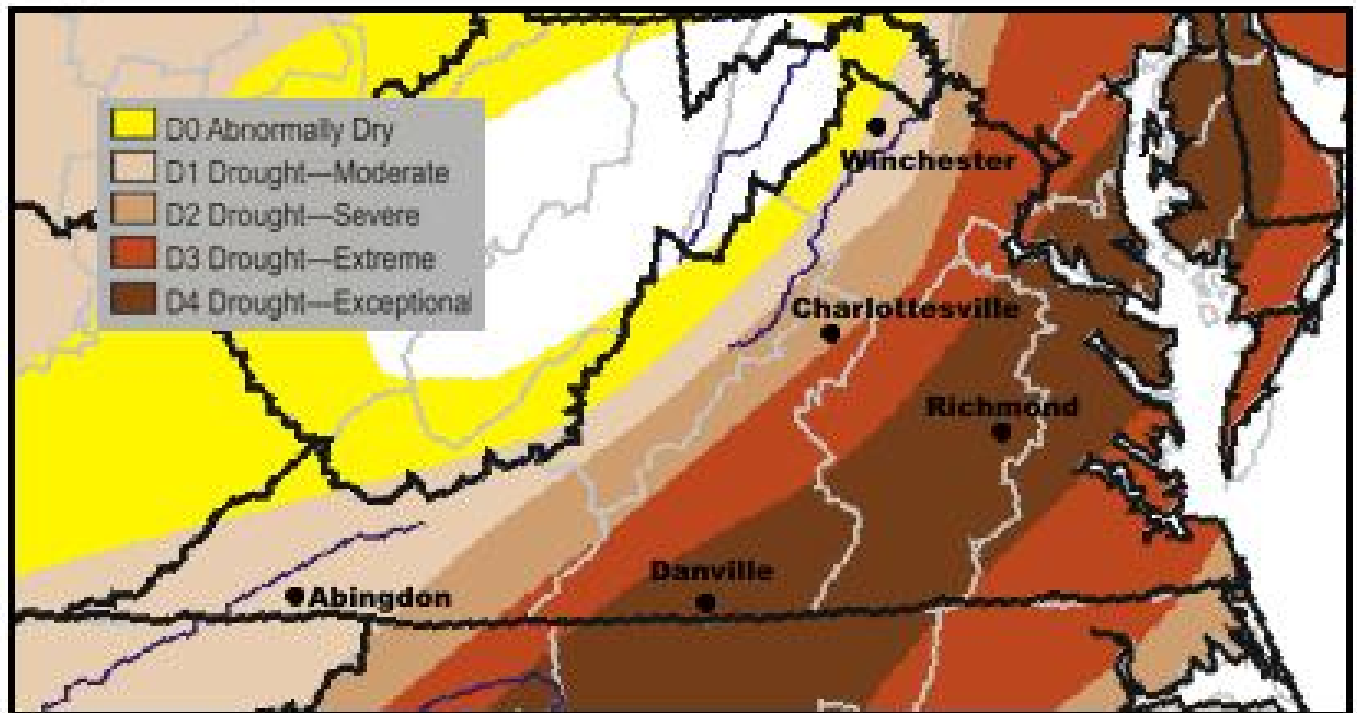 D0 Abnormally Dry
D1 Drought—Moderate
D2 Drought—Severe
D3 Drought—Extreme
D4 Drought—Exceptional
Winchester
Charlottesville
Richmond
Danville
Abingdon